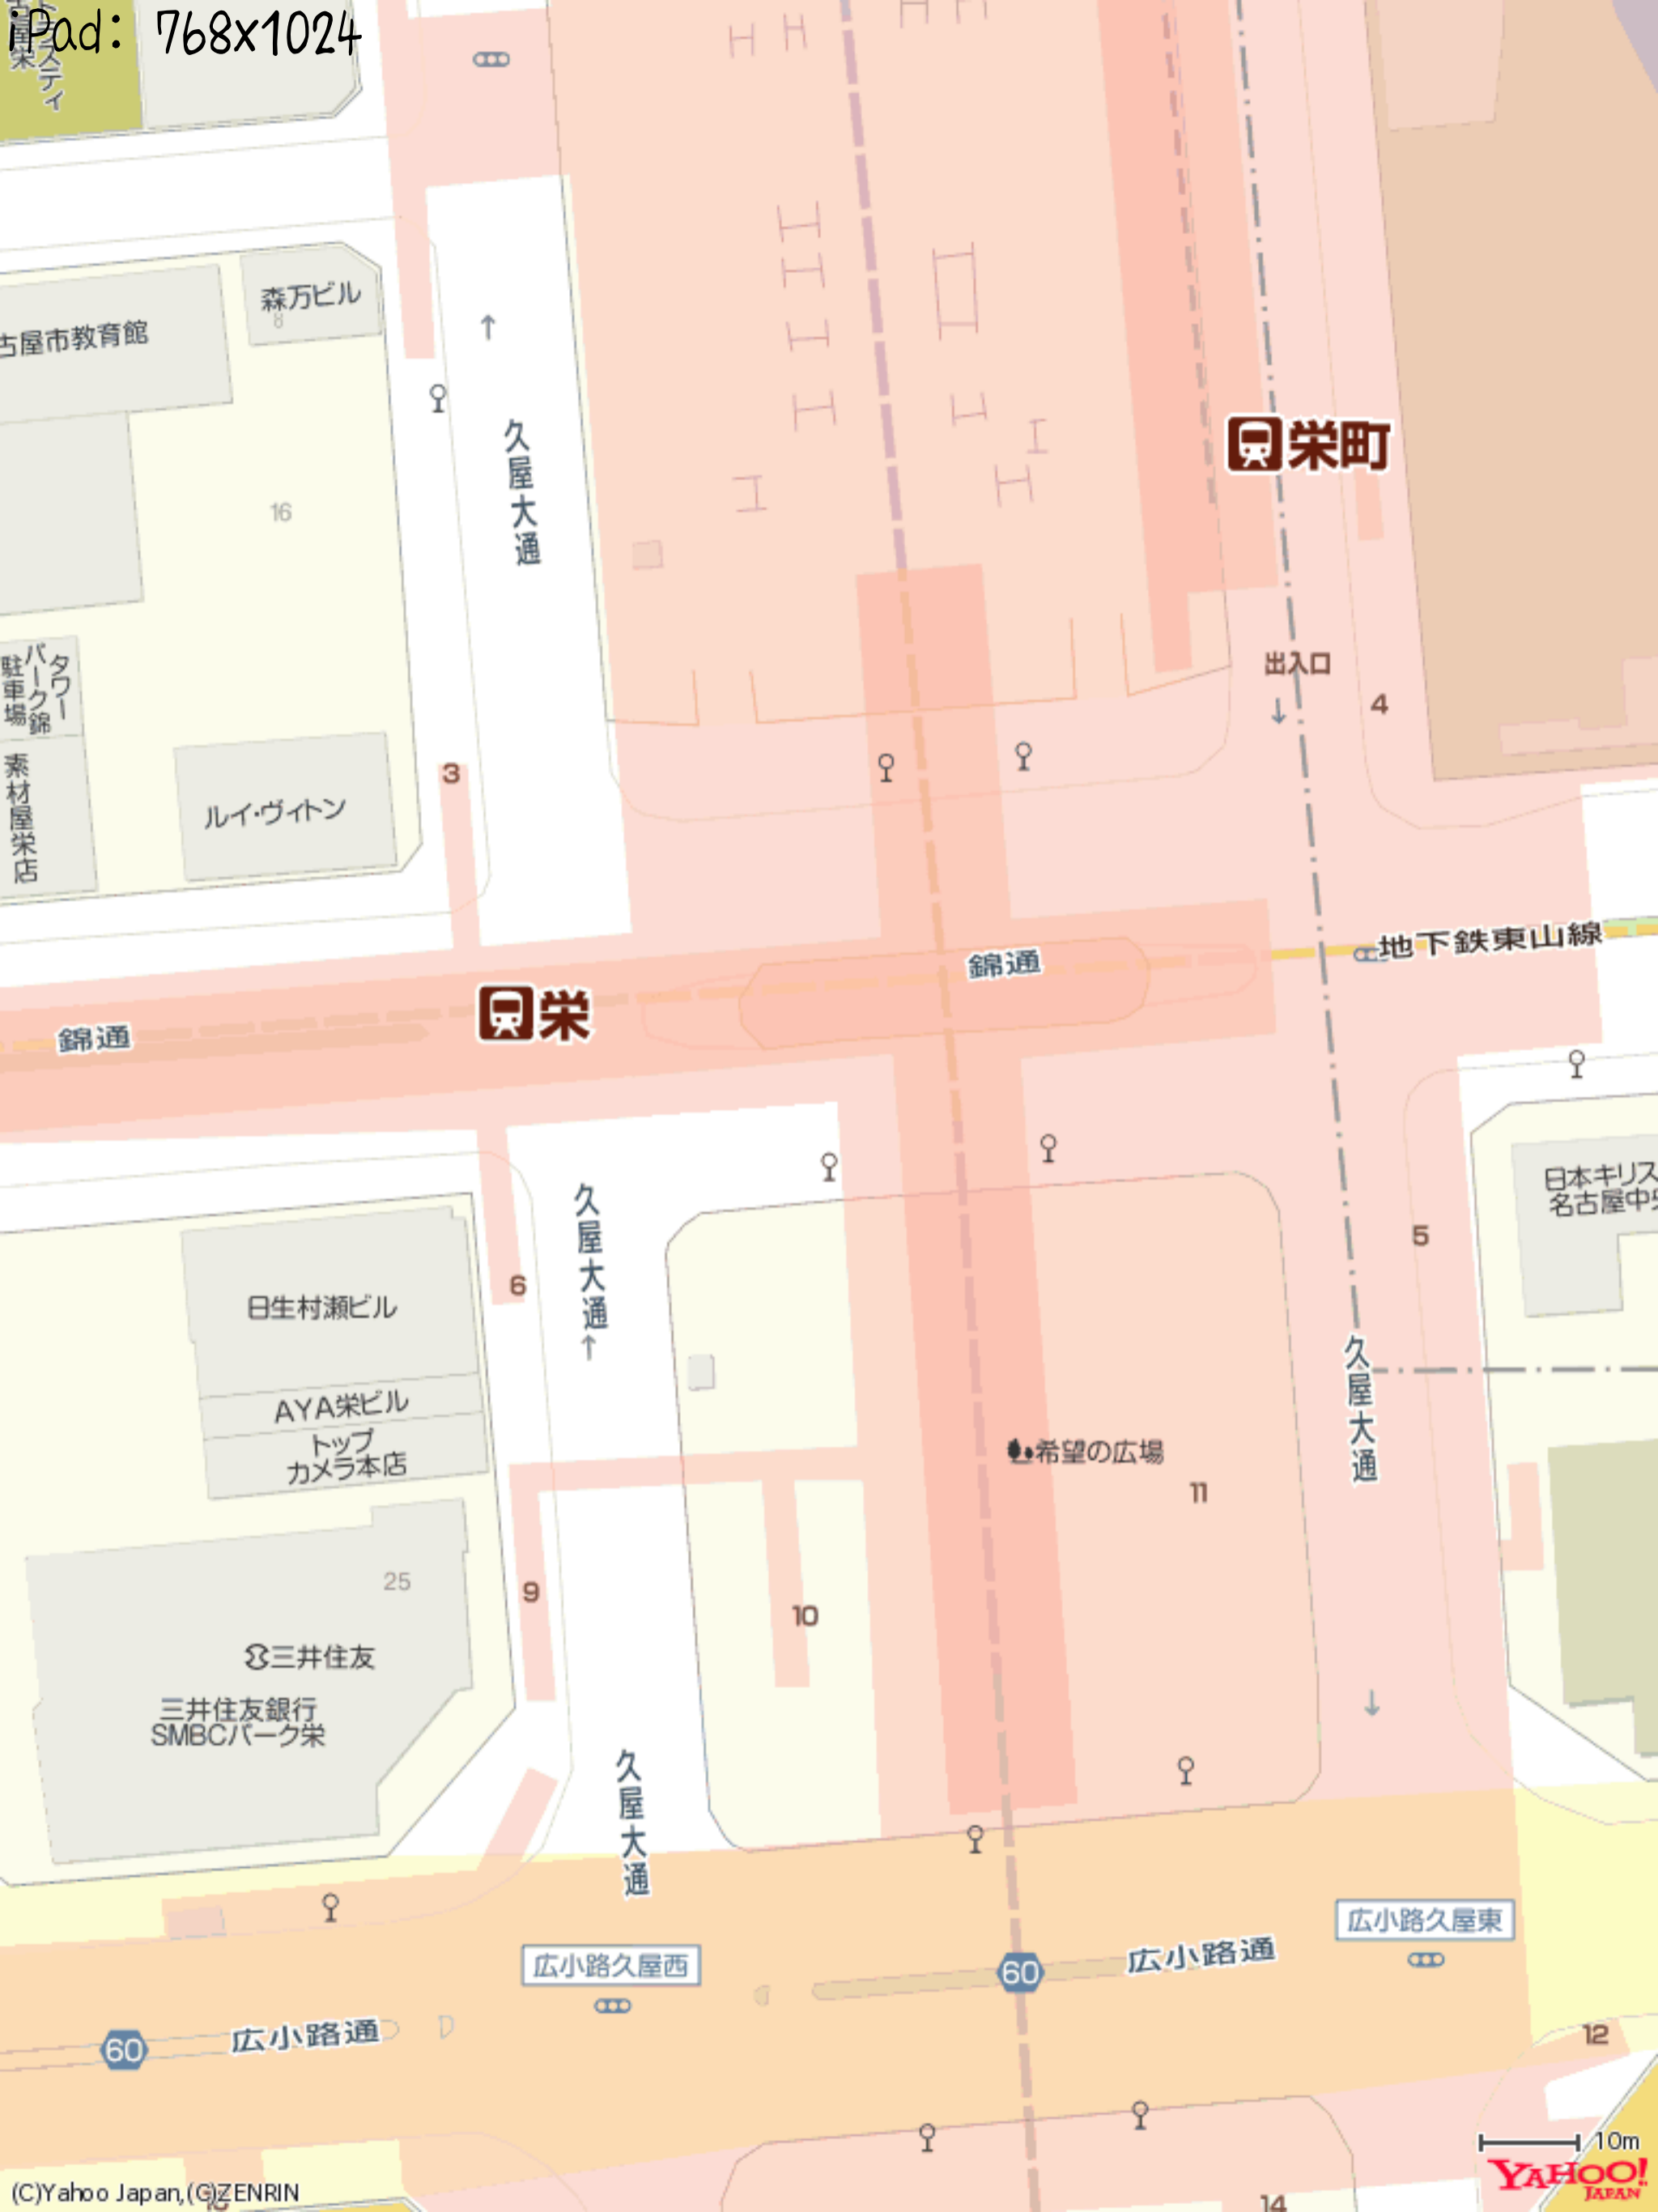 iPad: 768x1024
森万ビル
8
古屋市教育館
16
久屋大通
栄町
出入口
4
タワー
パーク錦
駐車場
素材屋栄店
3
ルイ・ヴィトン
地下鉄東山線
錦通
栄
錦通
日本キリス
名古屋中央
5
久屋大通
6
日生村瀬ビル
AYA栄ビル
トップ
カメラ本店
久屋大通
希望の広場
11
25
9
10
三井住友
三井住友銀行
SMBCパーク栄
久屋大通
広小路久屋東
広小路久屋西
60
広小路通
60
広小路通
12
10m
YAHOO!
JAPAN
(C)Yahoo Japan,(C)ZENRIN
14